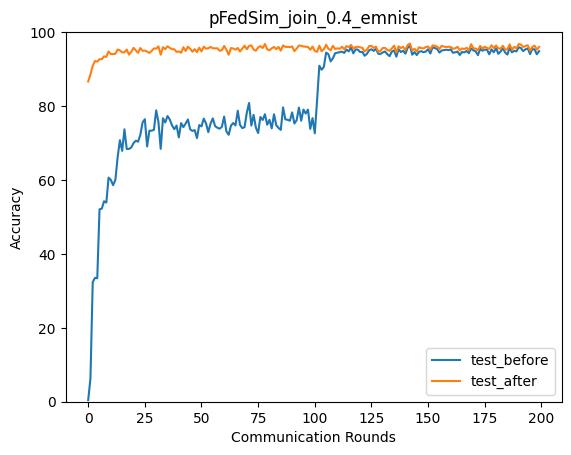 pFedSim_join_0.4_emnist
100
80
60
40
20
0
Accuracy
0 25 50 75 100 125 150 175 200
Communication Rounds
test_before
test_after